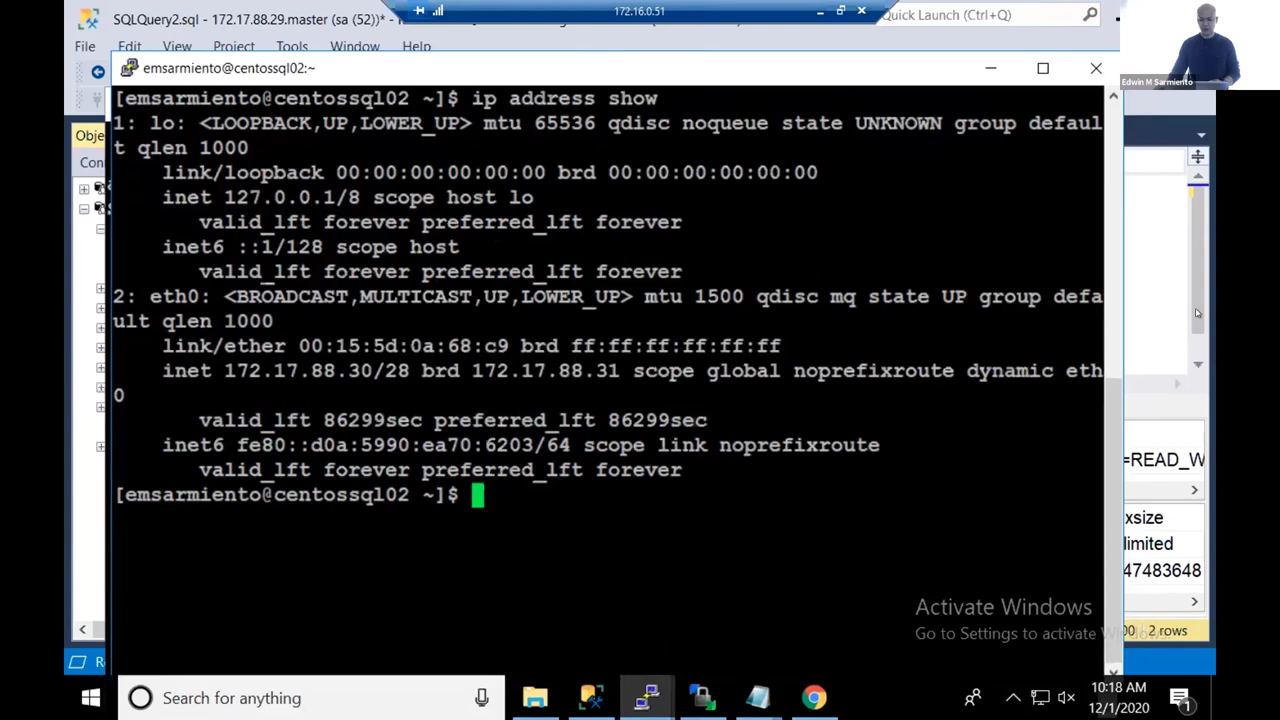 SQLQuery2.sql - 172.17.88.29.master (sa (52))*
172.16.0.51
Quick Launch (Ctrl+Q)
File Edit View Project Tools Window Help
Edwin M Sarmiento
emsarmiento@centossql02:~
[emsarmiento@centossql02 ~]$ ip address show
1: lo: <LOOPBACK,UP,LOWER_UP> mtu 65536 qdisc noqueue state UNKNOWN group defaul
t qlen 1000
link/loopback 00:00:00:00:00:00 brd 00:00:00:00:00:00
inet 127.0.0.1/8 scope host lo
valid_lft forever preferred_lft forever
inet6 ::1/128 scope host
valid_lft forever preferred_lft forever
2: eth0: <BROADCAST,MULTICAST,UP,LOWER_UP> mtu 1500 qdisc mq state UP group defa
ult qlen 1000
link/ether 00:15:5d:0a:68:c9 brd ff:ff:ff:ff:ff:ff
inet 172.17.88.30/28 brd 172.17.88.31 scope global noprefixroute dynamic eth
0
valid_lft 86299sec preferred_lft 86299sec
inet6 fe80::d0a:5990:ea70:6203/64 scope link noprefixroute
valid_lft forever preferred_lft forever
[emsarmiento@centossql02 ~]$
Obje
Con
=READ_W
xsize
limited
47483648
Activate Windows
Go to Settings to activate Windows.
00 2 rows
R
Search for anything
10:18 AM
12/1/2020
1